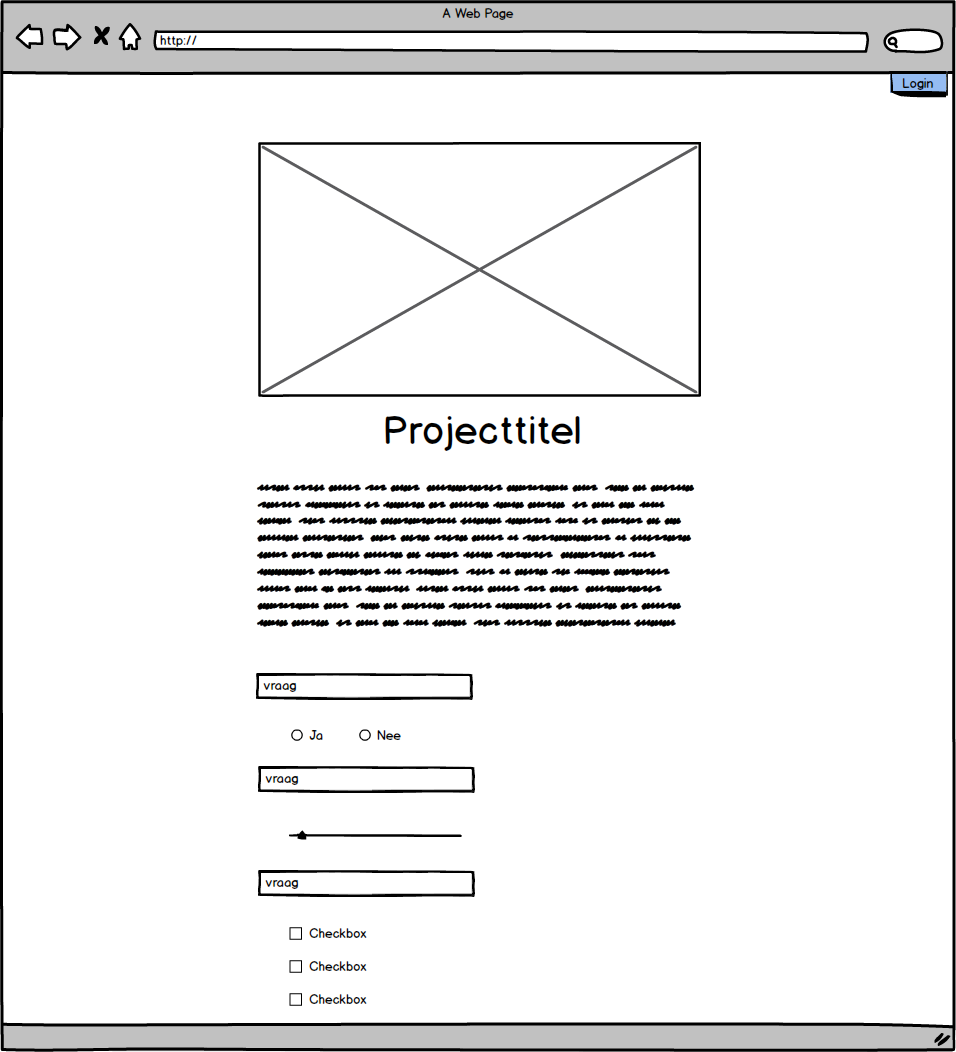 A Web Page
http://
Login
Projecttitel
vraag
Ja Nee
vraag
vraag
Checkbox
Checkbox
Checkbox